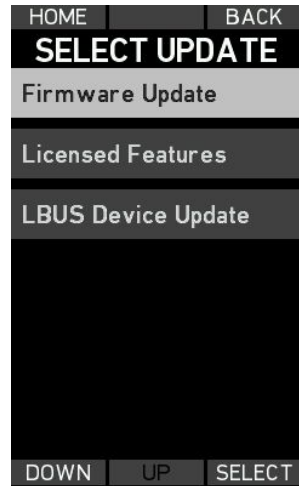 HOME BACK
SELECT UPDATE
Firmware Update
Licensed Features
LBUS Device Update
DOWN UP SELECT